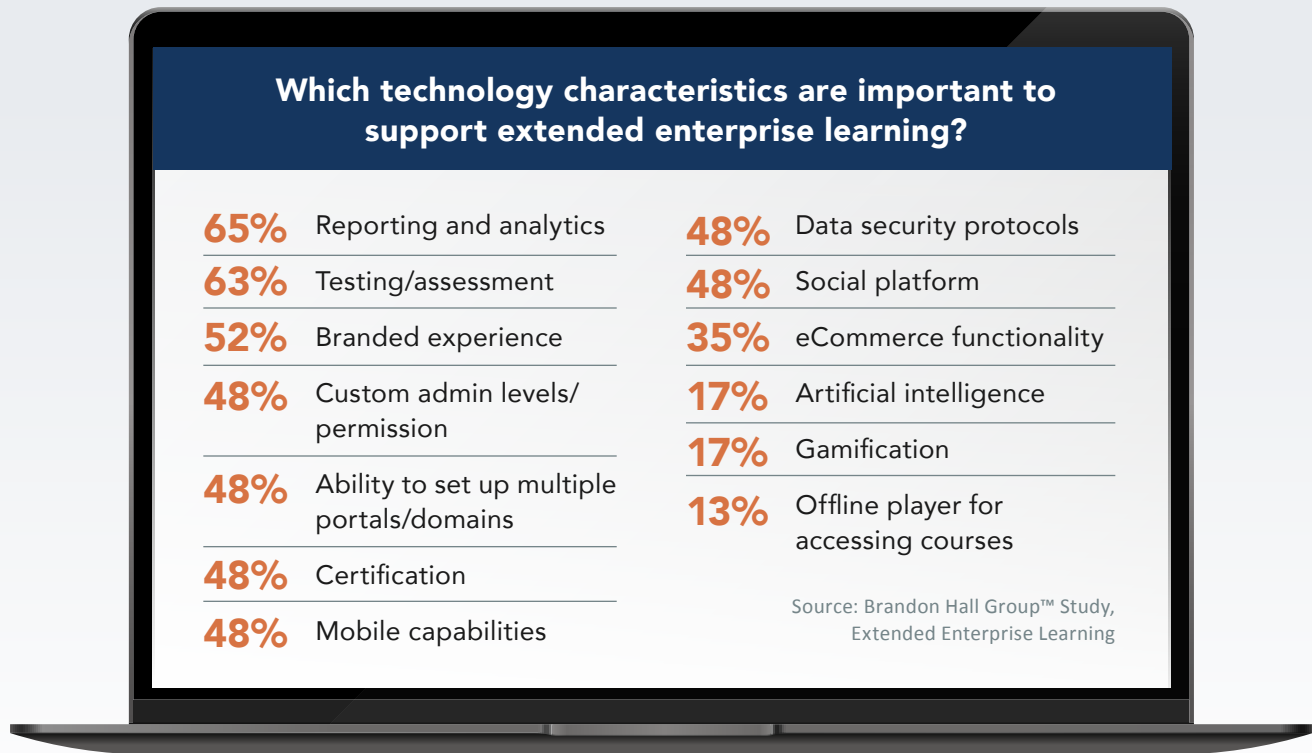 Which technology characteristics are important to
support extended enterprise learning?
65% Reporting and analytics
63% Testing/assessment
52% Branded experience
48% Custom admin levels/
permission
48% Ability to set up multiple
portals/domains
48% Certification
48% Mobile capabilities
48% Data security protocols
48% Social platform
35% eCommerce functionality
17% Artificial intelligence
17% Gamification
13% Offline player for
accessing courses
Source: Brandon Hall Group™ Study,
Extended Enterprise Learning